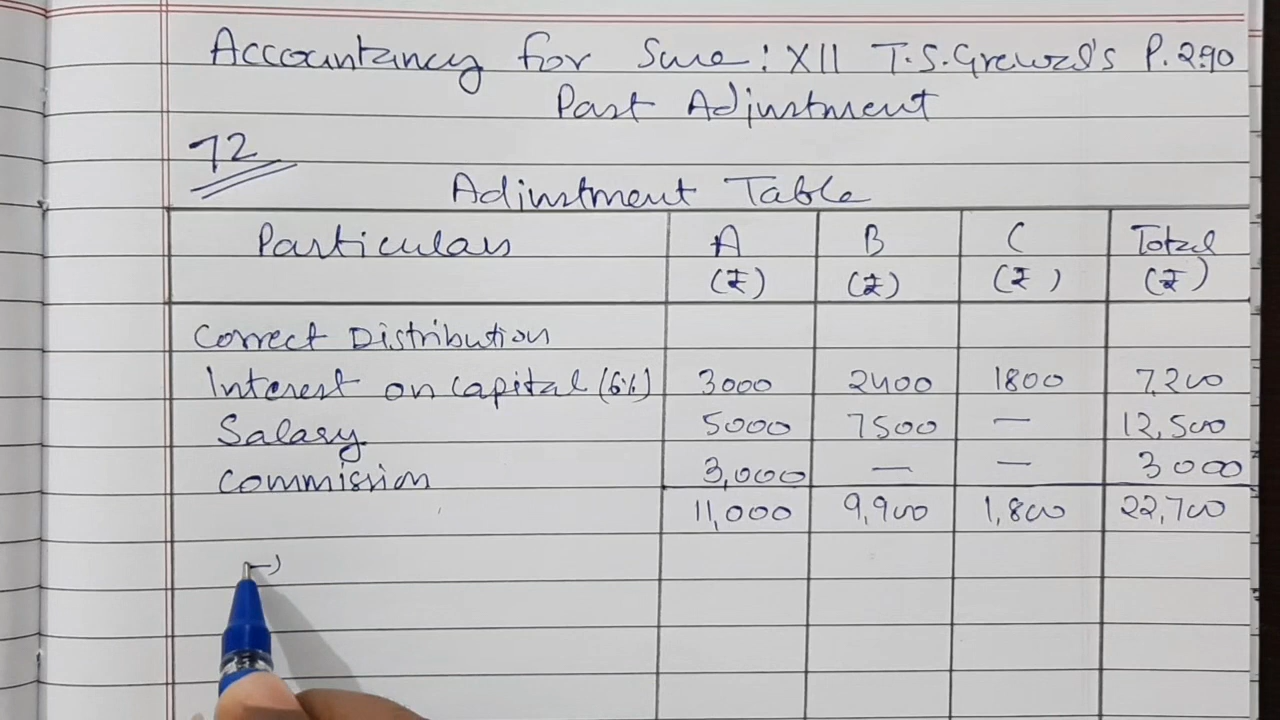 Accountancy for Sure: XII T.S.Grewal's P.2.90
Past Adjustment
72
Adjustment Table
Particulars A B C Total
(₹) (₹) (₹) (₹)
Correct Distribution
Interest on Capital (6%) 3000 2400 1800 7,200
Salary 5000 7500 — 12,500
Commission 3,000 — — 3000
11,000 9,900 1,800 22,700
(-)